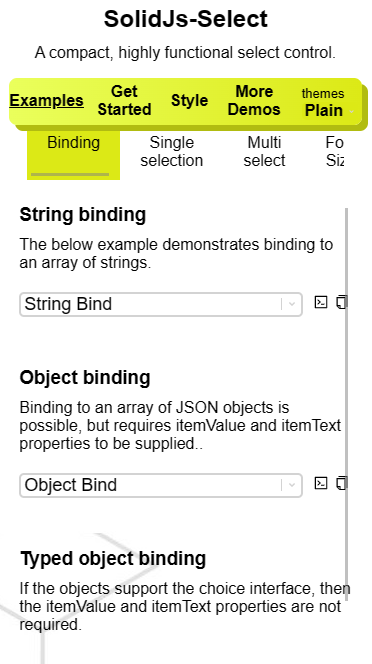 SolidJs-Select
A compact, highly functional select control.
Examples
Get
Started
Style
More
Demos
themes
Plain
Binding
Single
selection
Multi
select
Fo
Siz
String binding
The below example demonstrates binding to
an array of strings.
String Bind
Object binding
Binding to an array of JSON objects is
possible, but requires itemValue and itemText
properties to be supplied..
Object Bind
Typed object binding
If the objects support the choice interface, then
the itemValue and itemText properties are not
required.